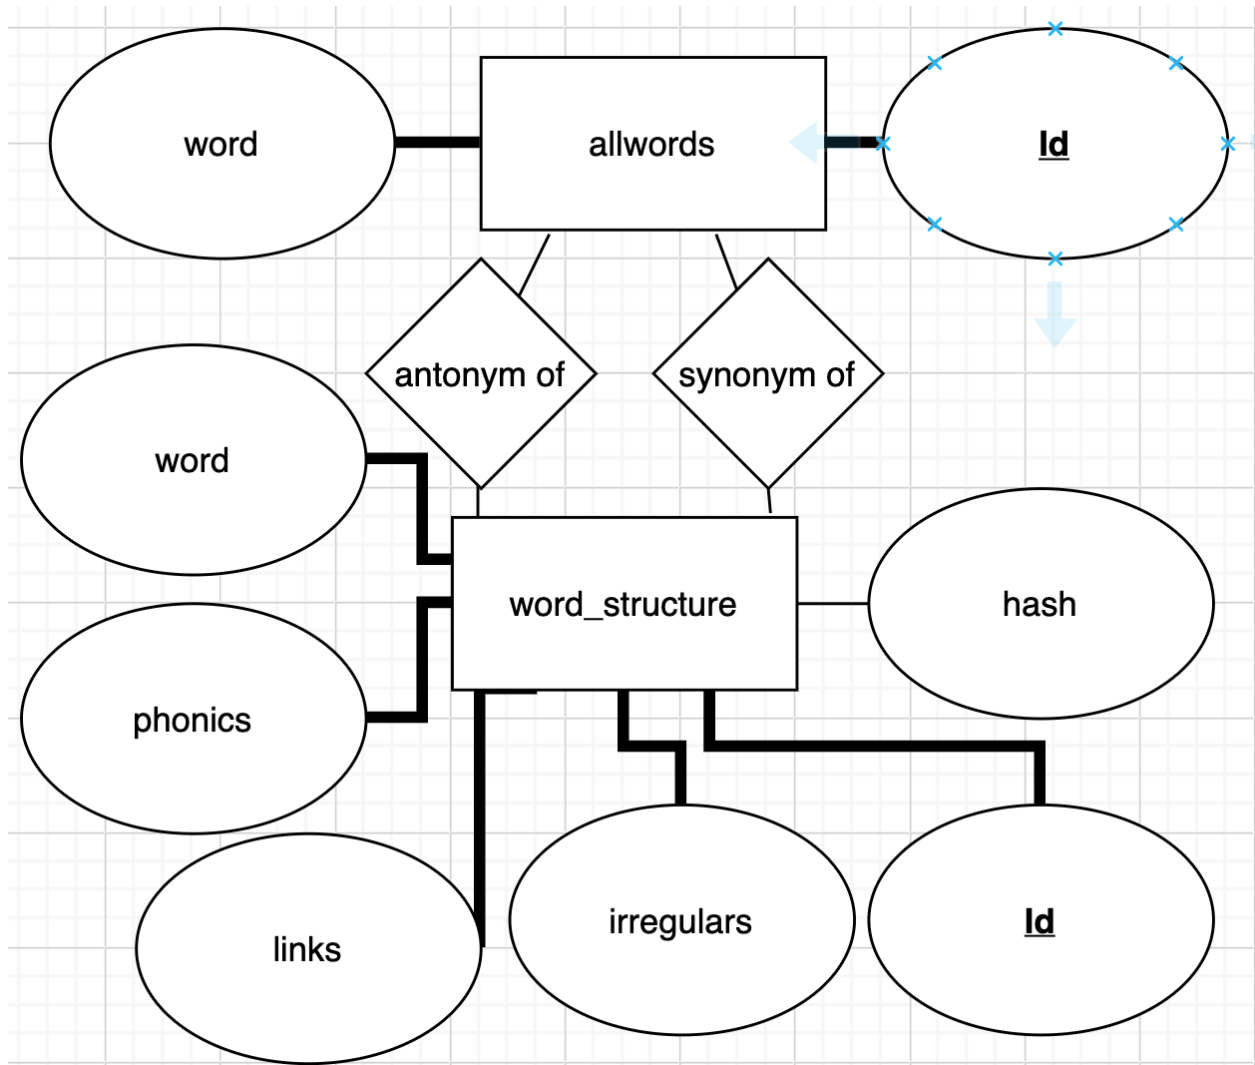 word
allwords
Id
antonym of
synonym of
word
word_structure
hash
phonics
links
irregulars
Id